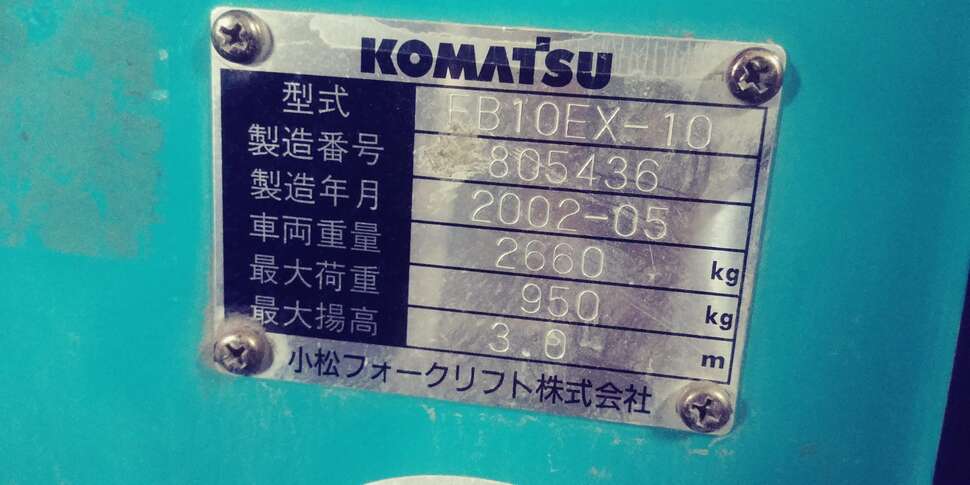 KOMATSU
型式 FB10EX-10
製造番号 805436
製造年月 2002-05
車両重量 2660 kg
最大荷重 950 kg
最大揚高 3.0 m
小松フォークリフト株式会社